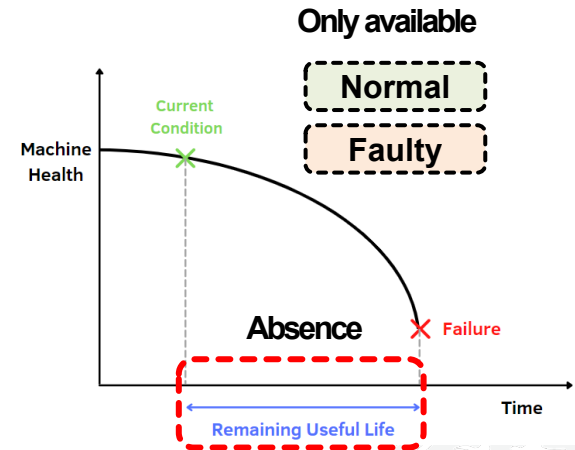 Only available
Normal
Faulty
Current
Condition
Machine
Health
Absence
Failure
Time
Remaining Useful Life